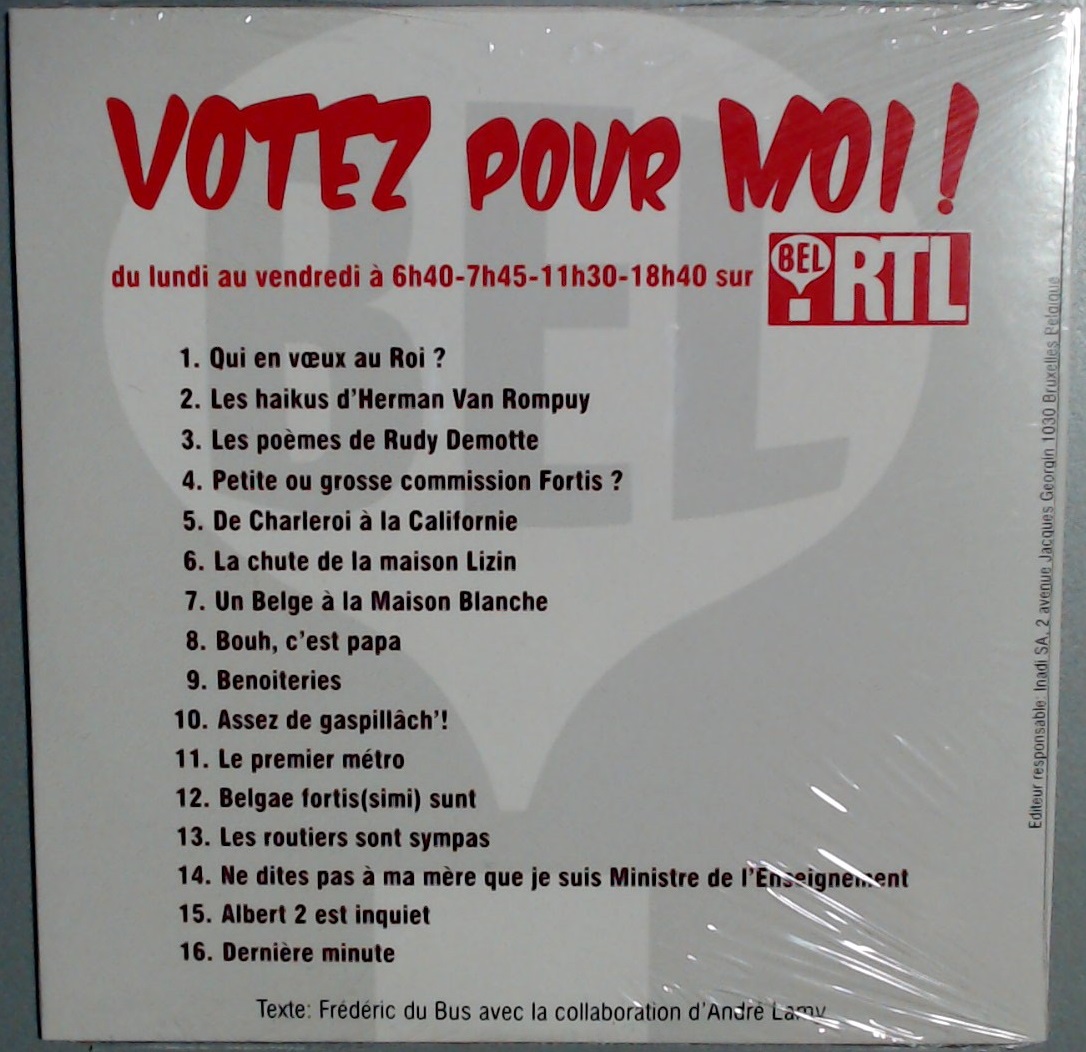 VOTEZ POUR MOI !
du lundi au vendredi à 6h40-7h45-11h30-18h40 sur
BEL
RTL
1. Qui en vœux au Roi ?
2. Les haikus d'Herman Van Rompuy
3. Les poèmes de Rudy Demotte
4. Petite ou grosse commission Fortis ?
5. De Charleroi à la Californie
6. La chute de la maison Lizin
7. Un Belge à la Maison Blanche
8. Bouh, c'est papa
9. Benoiteries
10. Assez de gaspillâch'!
11. Le premier métro
12. Belgae fortis(simi) sunt
13. Les routiers sont sympas
14. Ne dites pas à ma mère que je suis Ministre de l'Enseignement
15. Albert 2 est inquiet
16. Dernière minute
Texte: Frédéric du Bus avec la collaboration d'André Lamy
Editeur responsable: Inadi SA, 2 avenue Jacques Georgin 1030 Bruxelles Belgique
BEL